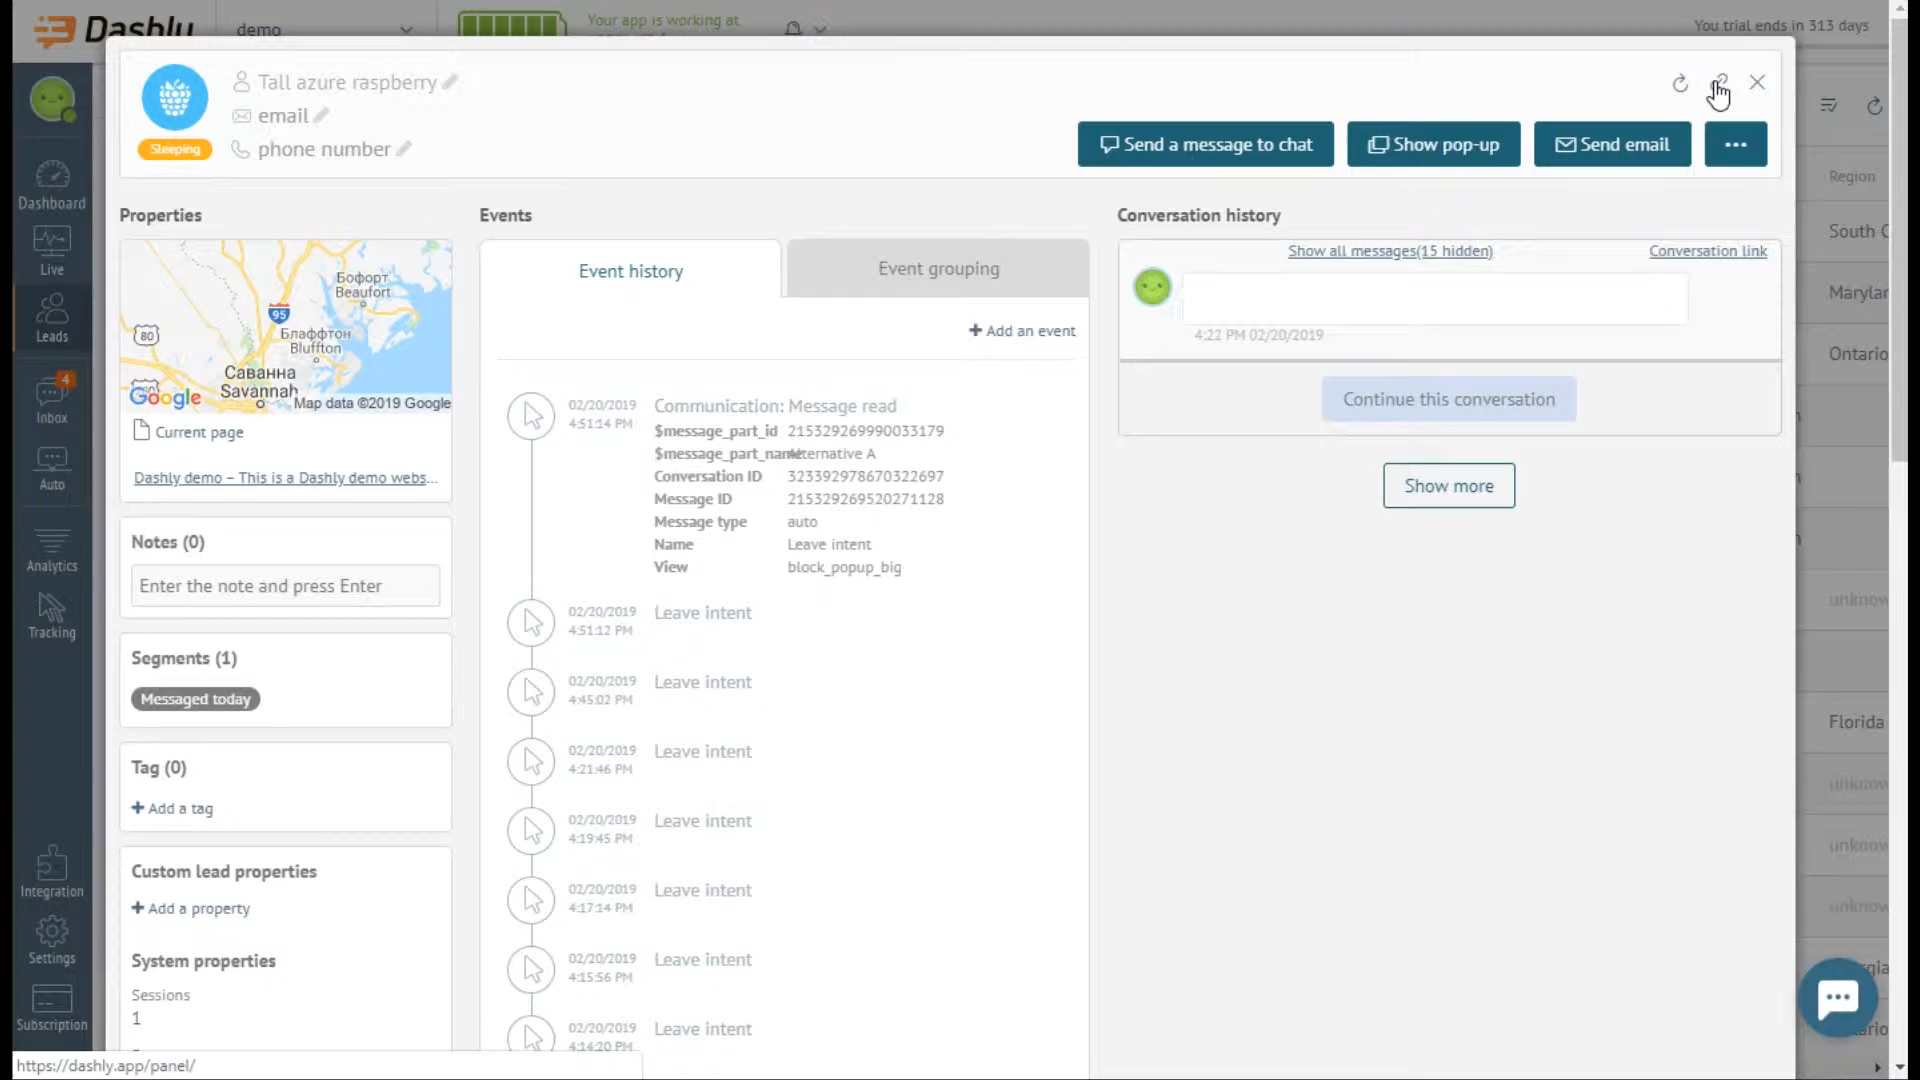 Dashly
demo
Your app is working at
You trial ends in 313 days
Tall azure raspberry
email
phone number
Sleeping
Send a message to chat
Show pop-up
Send email
Dashboard
Live
Leads
4
Inbox
Auto
Analytics
Tracking
Integration
Settings
Subscription
Properties
Бофорт
Beaufort
95
80
Блаффтон
Bluffton
Саванна
Savannah
Google
Map data ©2019 Google
Current page
Dashly demo – This is a Dashly demo webs...
Notes (0)
Enter the note and press Enter
Segments (1)
Messaged today
Tag (0)
+ Add a tag
Custom lead properties
+ Add a property
System properties
Sessions
1
Events
Event history
Event grouping
+ Add an event
02/20/2019
4:51:14 PM
Communication: Message read
$message_part_id 215329269990033179
$message_part_name Alternative A
Conversation ID 323392978670322697
Message ID 215329269520271128
Message type auto
Name Leave intent
View block_popup_big
02/20/2019
4:51:12 PM
Leave intent
02/20/2019
4:45:02 PM
Leave intent
02/20/2019
4:21:46 PM
Leave intent
02/20/2019
4:19:45 PM
Leave intent
02/20/2019
4:17:14 PM
Leave intent
02/20/2019
4:15:56 PM
Leave intent
02/20/2019
4:14:20 PM
Leave intent
Conversation history
Show all messages(15 hidden)
Conversation link
4:22 PM 02/20/2019
Continue this conversation
Show more
Region
South C
Marylan
Ontario
unknow
Florida
unknow
unknow
unknow
rgia
ario
https://dashly.app/panel/